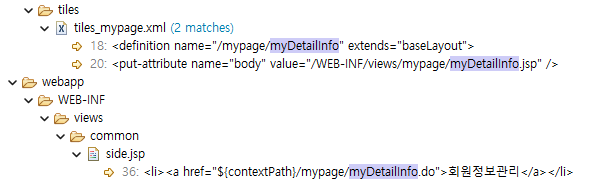 tiles
tiles_mypage.xml (2 matches)
18: <definition name="/mypage/myDetailInfo" extends="baseLayout">
20: <put-attribute name="body" value="/WEB-INF/views/mypage/myDetailInfo.jsp" />
webapp
WEB-INF
views
common
side.jsp
36: <li><a href="${contextPath}/mypage/myDetailInfo.do">회원정보관리</a></li>